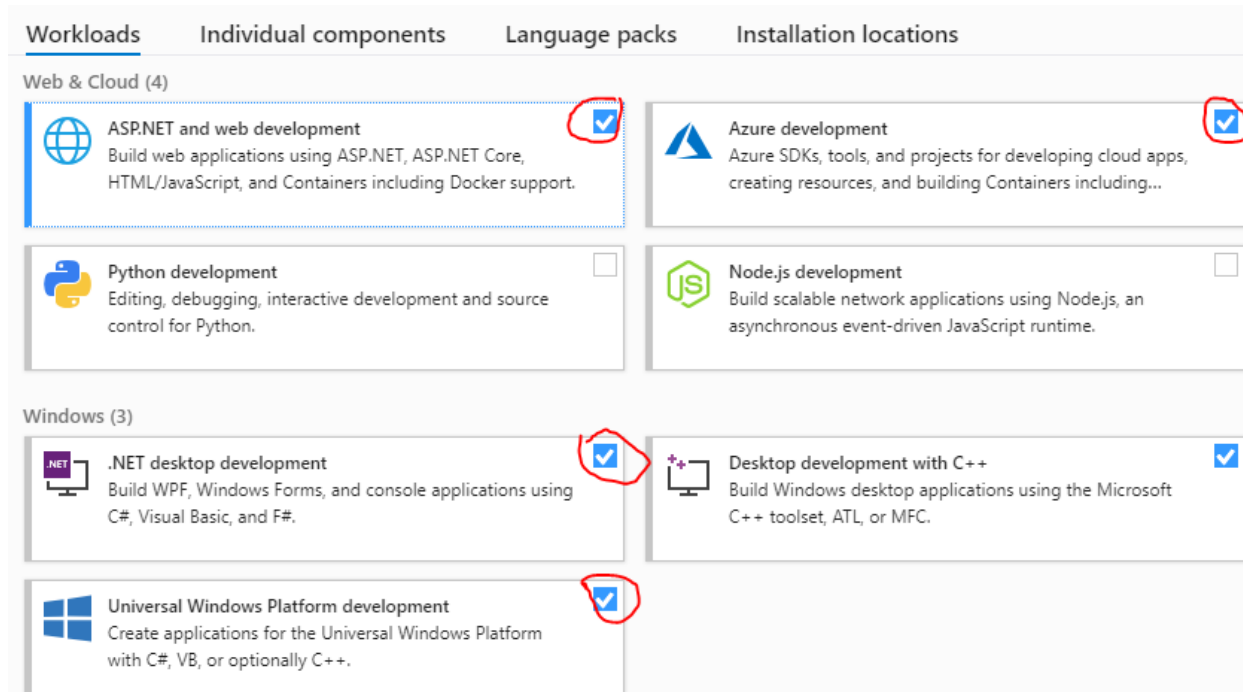 Workloads Individual components Language packs Installation locations
Web & Cloud (4)
ASP.NET and web development
Build web applications using ASP.NET, ASP.NET Core,
HTML/JavaScript, and Containers including Docker support.
Azure development
Azure SDKs, tools, and projects for developing cloud apps,
creating resources, and building Containers including...
Python development
Editing, debugging, interactive development and source
control for Python.
JS
Node.js development
Build scalable network applications using Node.js, an
asynchronous event-driven JavaScript runtime.
Windows (3)
.NET
.NET desktop development
Build WPF, Windows Forms, and console applications using
C#, Visual Basic, and F#.
++
Desktop development with C++
Build Windows desktop applications using the Microsoft
C++ toolset, ATL, or MFC.
Universal Windows Platform development
Create applications for the Universal Windows Platform
with C#, VB, or optionally C++.